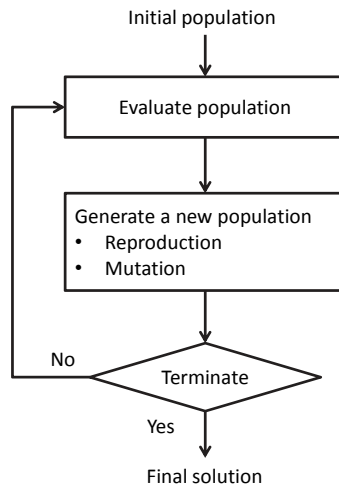 Initial population
Evaluate population
Generate a new population
• Reproduction
• Mutation
Terminate
No
Yes
Final solution